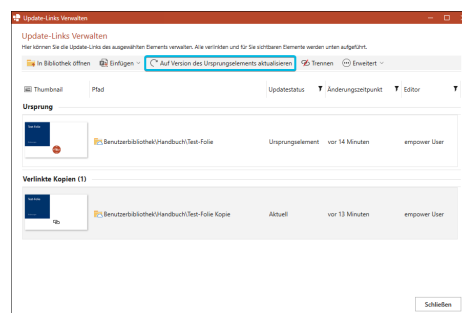 Update-Links Verwalten
Update-Links Verwalten
Hier können Sie die Update-Links des ausgewählten Elements verwalten. Alle verlinkten und für Sie sichtbaren Elemente werden unten aufgeführt.
In Bibliothek öffnen Einfügen Auf Version des Ursprungselements aktualisieren Trennen Erweitert
Thumbnail Pfad Updatestatus Änderungszeitpunkt Editor
Ursprung
Test-Folie
Benutzerbibliothek\Handbuch\Test-Folie Ursprungselement vor 14 Minuten empower User
Verlinkte Kopien (1)
Test-Folie
Benutzerbibliothek\Handbuch\Test-Folie Kopie Aktuell vor 13 Minuten empower User
Schließen